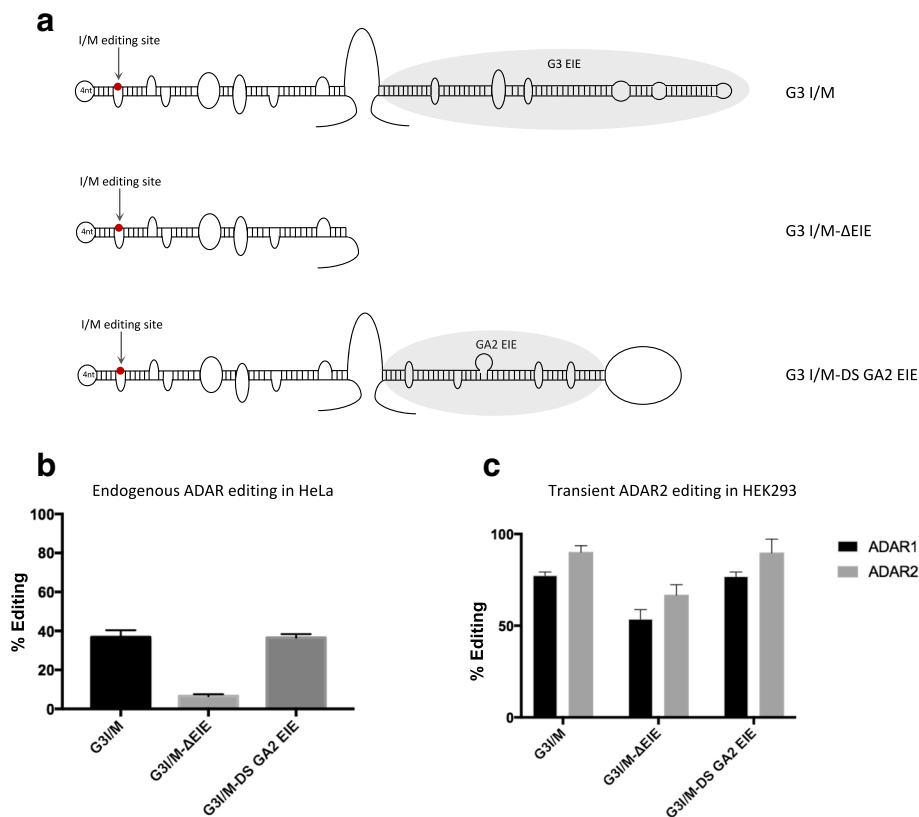 a
I/M editing site
G3 EIE
4nt
G3 I/M
I/M editing site
4nt
G3 I/M-ΔEIE
I/M editing site
GA2 EIE
4nt
G3 I/M-DS GA2 EIE
b
Endogenous ADAR editing in HeLa
% Editing
100
80
60
40
20
0
G3I/M
G3I/M-ΔEIE
G3I/M-DS GA2 EIE
c
Transient ADAR2 editing in HEK293
% Editing
100
50
0
G3I/M
G3I/M-ΔEIE
G3I/M-DS GA2 EIE
ADAR1
ADAR2